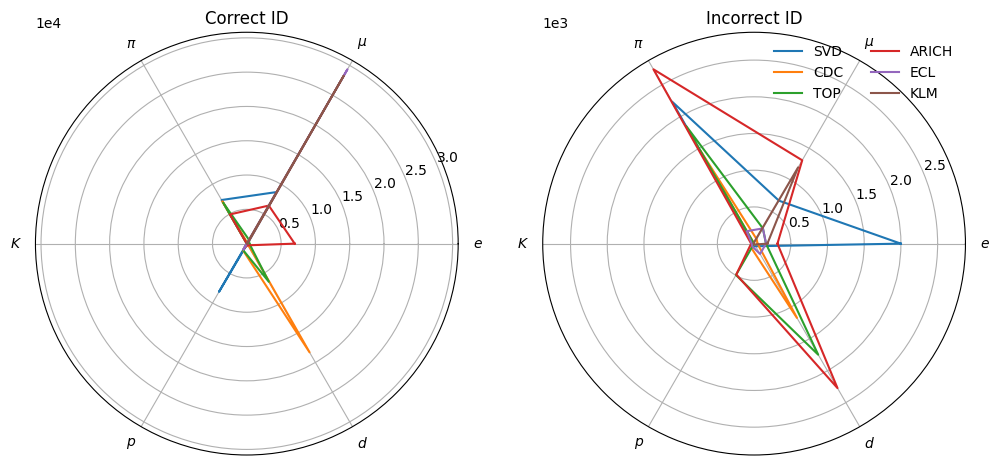 Correct ID
1e4
π
μ
K
e
p
d
0.5
1.0
1.5
2.0
2.5
3.0
Incorrect ID
1e3
π
μ
K
e
p
d
0.5
1.0
1.5
2.0
2.5
SVD
CDC
TOP
ARICH
ECL
KLM